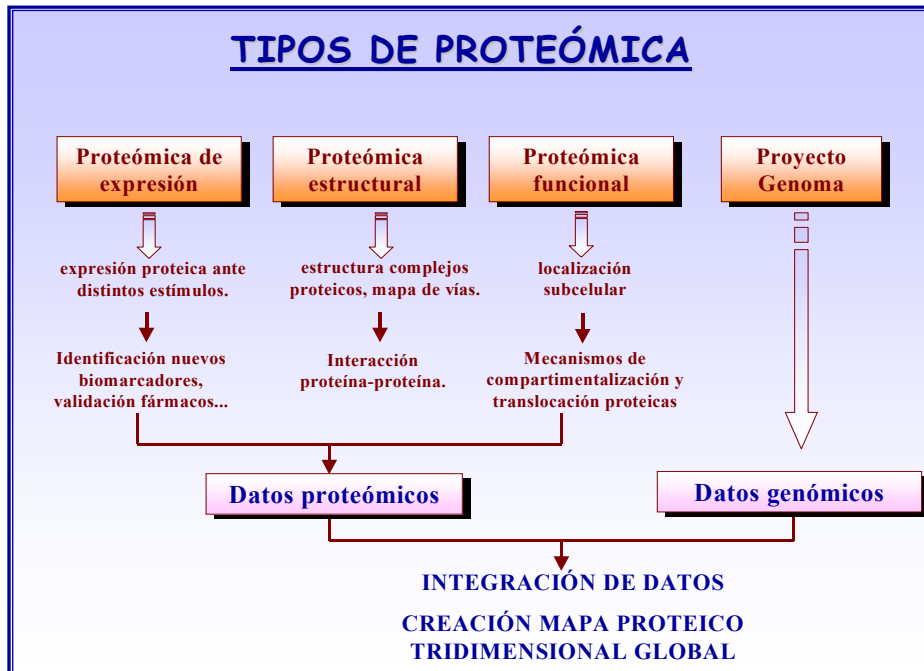 TIPOS DE PROTEÓMICA
Proteómica de
expresión
Proteómica
estructural
Proteómica
funcional
Proyecto
Genoma
expresión proteica ante
distintos estímulos.
estructura complejos
proteicos, mapa de vías.
localización
subcelular
Identificación nuevos
biomarcadores,
validación fármacos...
Interacción
proteína-proteína.
Mecanismos de
compartimentalización y
translocación proteicas
Datos proteómicos
Datos genómicos
INTEGRACIÓN DE DATOS
CREACIÓN MAPA PROTEICO
TRIDIMENSIONAL GLOBAL